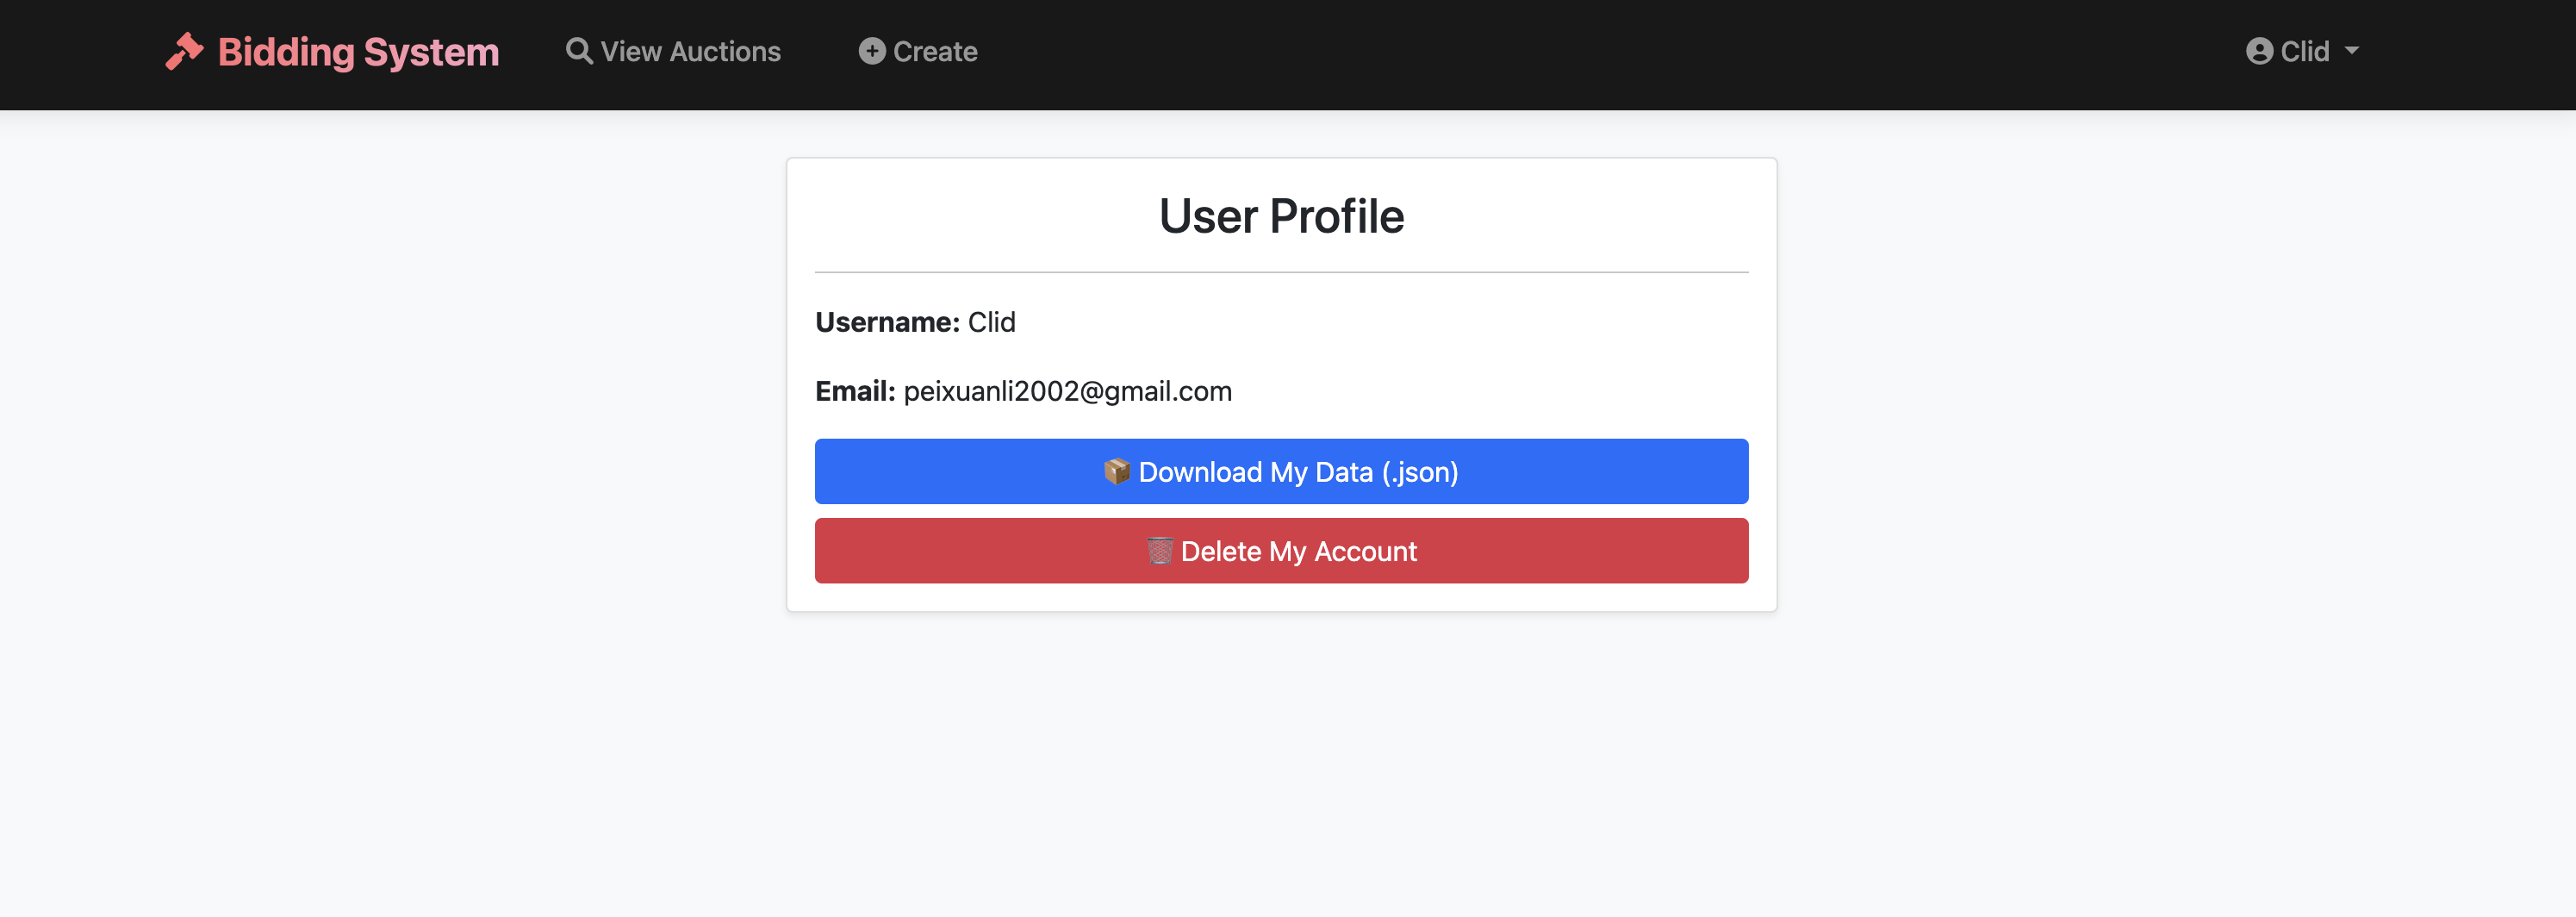 Bidding System
View Auctions
Create
Clid
User Profile
Username: Clid
Email: peixuanli2002@gmail.com
📦 Download My Data (.json)
🗑️ Delete My Account